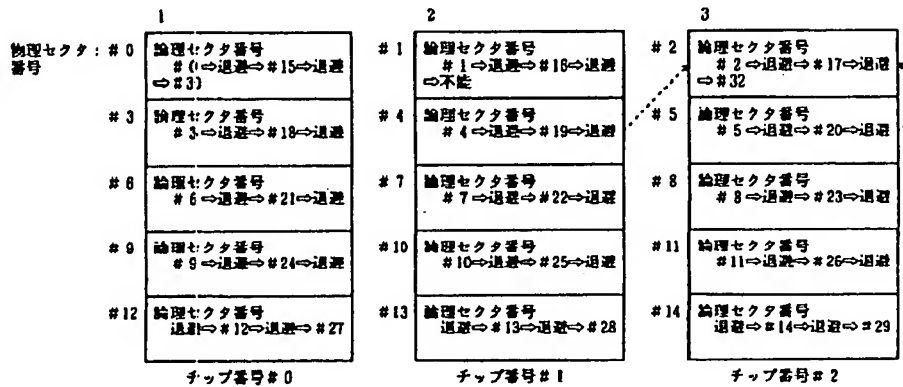 1
2
3
物理セクタ:
番号
#0
論理セクタ番号
#0⇒退避⇒#15⇒退避
⇒#30
#1
論理セクタ番号
#1⇒退避⇒#16⇒退避
⇒不能
#2
論理セクタ番号
#2⇒退避⇒#17⇒退避
⇒#32
#3
論理セクタ番号
#3⇒退避⇒#18⇒退避
#4
論理セクタ番号
#4⇒退避⇒#19⇒退避
#5
論理セクタ番号
#5⇒退避⇒#20⇒退避
#6
論理セクタ番号
#6⇒退避⇒#21⇒退避
#7
論理セクタ番号
#7⇒退避⇒#22⇒退避
#8
論理セクタ番号
#8⇒退避⇒#23⇒退避
#9
論理セクタ番号
#9⇒退避⇒#24⇒退避
#10
論理セクタ番号
#10⇒退避⇒#25⇒退避
#11
論理セクタ番号
#11⇒退避⇒#26⇒退避
#12
論理セクタ番号
退避⇒#12⇒退避⇒#27
#13
論理セクタ番号
退避⇒#13⇒退避⇒#28
#14
論理セクタ番号
退避⇒#14⇒退避⇒#29
チップ番号#0
チップ番号#1
チップ番号#2